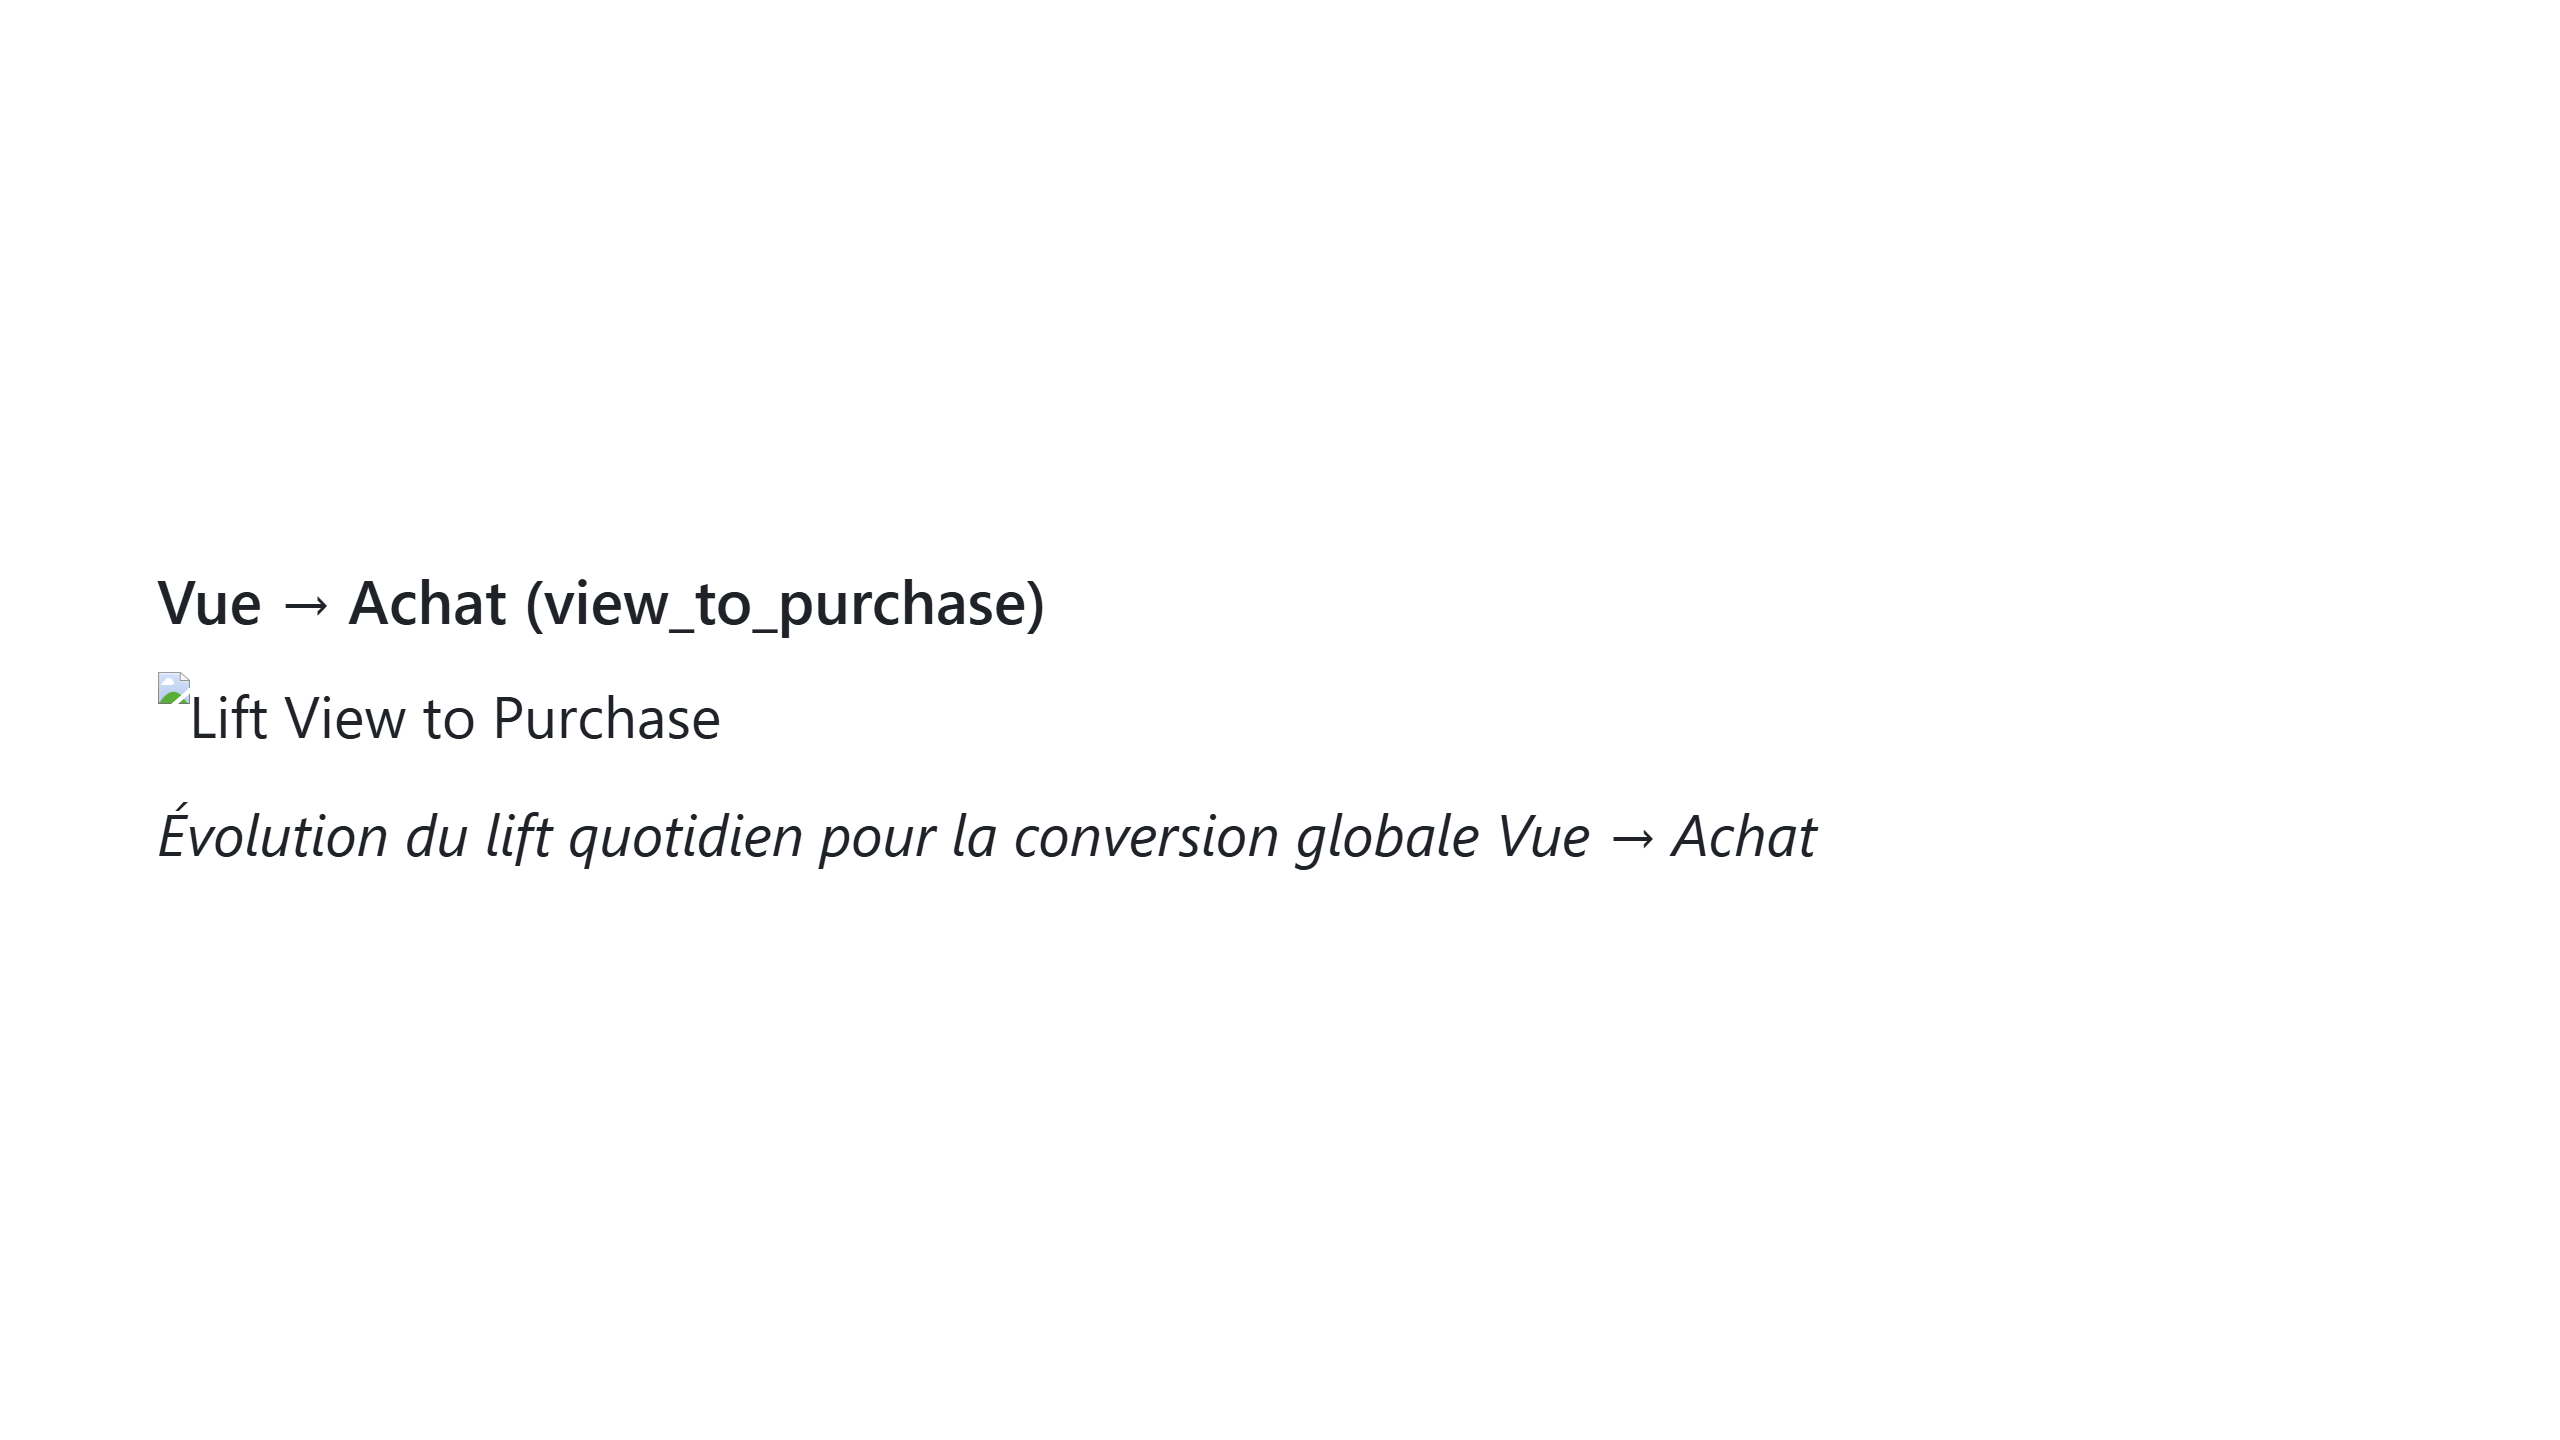 Vue → Achat (view_to_purchase)
Lift View to Purchase
Évolution du lift quotidien pour la conversion globale Vue → Achat